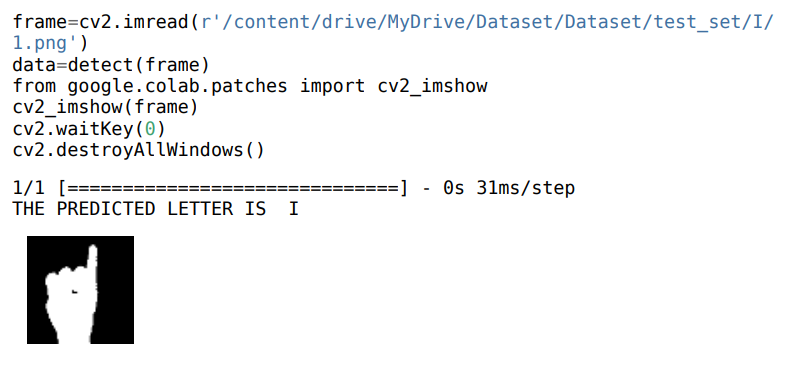 frame=cv2.imread(r'/content/drive/MyDrive/Dataset/Dataset/test_set/I/
1.png')
data=detect(frame)
from google.colab.patches import cv2_imshow
cv2_imshow(frame)
cv2.waitKey(0)
cv2.destroyAllWindows()
1/1 [==============================] - 0s 31ms/step
THE PREDICTED LETTER IS  I